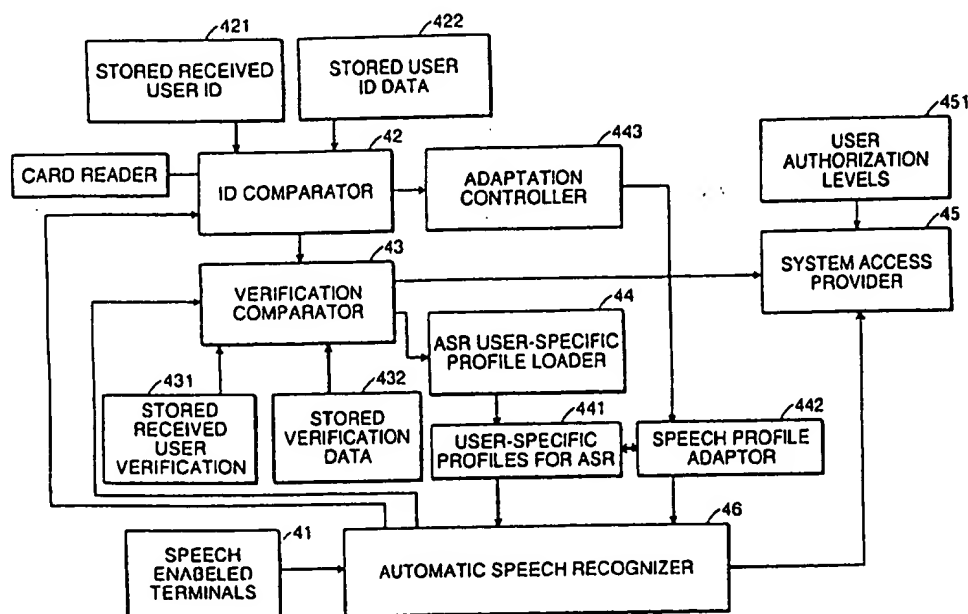 421
STORED RECEIVED
USER ID
422
STORED USER
ID DATA
451
USER
AUTHORIZATION
LEVELS
CARD READER
42
ID COMPARATOR
443
ADAPTATION
CONTROLLER
45
SYSTEM ACCESS
PROVIDER
43
VERIFICATION
COMPARATOR
44
ASR USER-SPECIFIC
PROFILE LOADER
431
STORED
RECEIVED
USER
VERIFICATION
432
STORED
VERIFICATION
DATA
441
USER-SPECIFIC
PROFILES FOR ASR
442
SPEECH PROFILE
ADAPTOR
41
SPEECH
ENABELED
TERMINALS
46
AUTOMATIC SPEECH RECOGNIZER